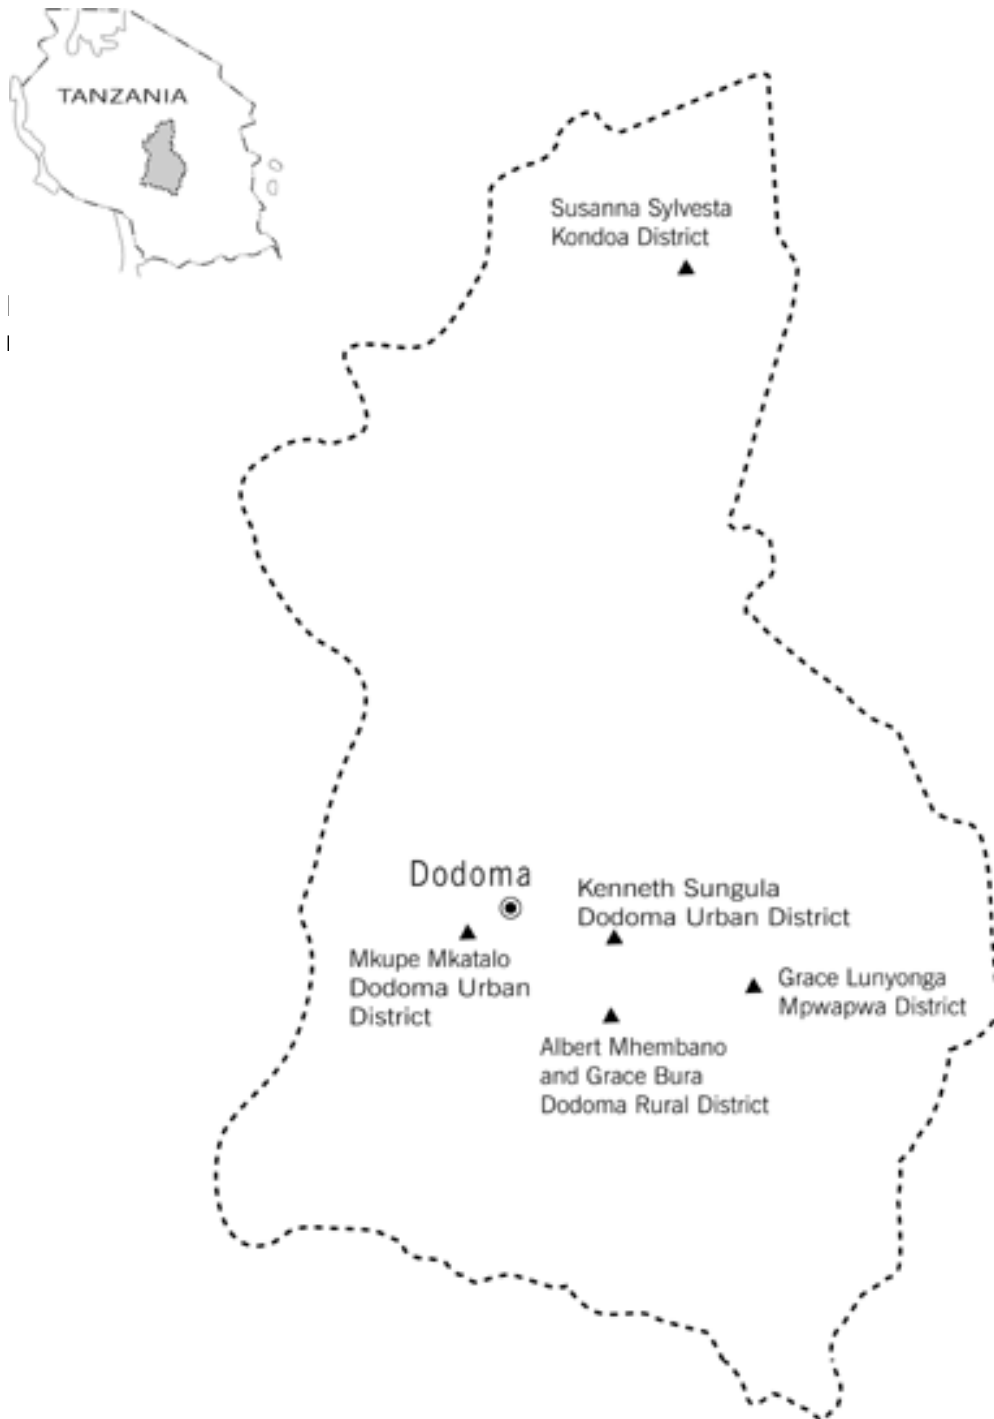 TANZANIA
Susanna Sylvesta
Kondoa District
Dodoma
Kenneth Sungula
Dodoma Urban District
Mkupe Mkatalo
Dodoma Urban
District
Grace Lunyonga
Mpwapwa District
Albert Mhembano
and Grace Bura
Dodoma Rural District